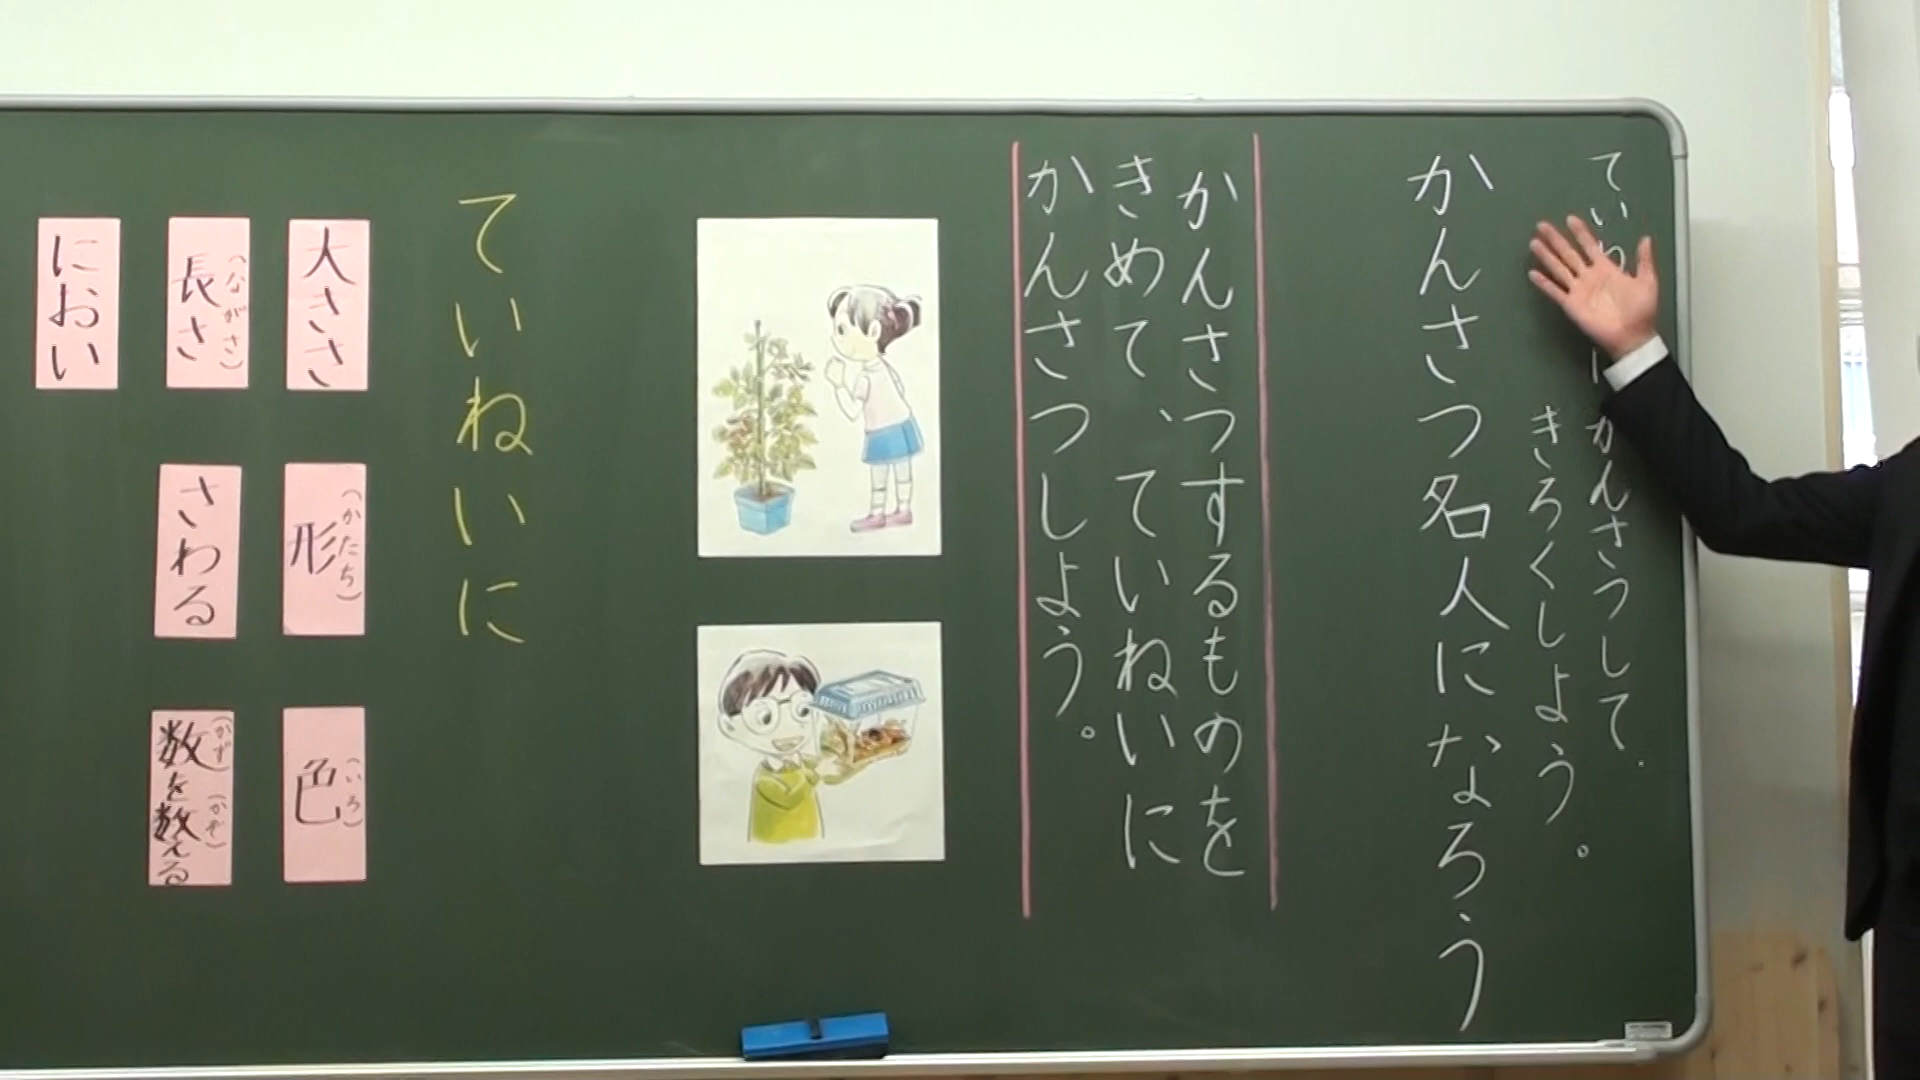 ていねいにかんさつして、
きろくしよう。
かんさつ名人になろう
かんさつするものを
きめて、ていねいに
かんさつしよう。
ていねいに
大きさ
形（かたち）
色（いろ）
長さ（ながさ）
さわる
数（かず）を数（かぞ）える
におい